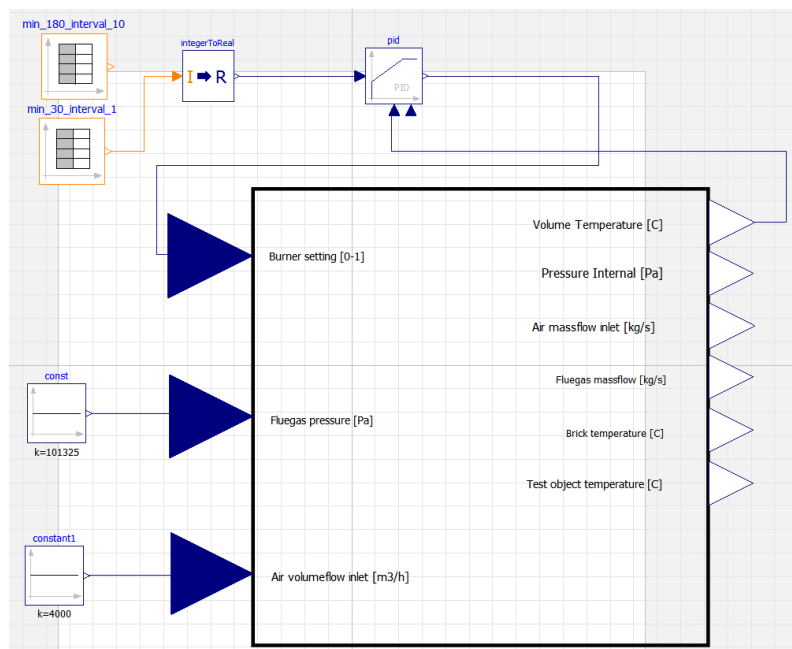 min_180_interval_10
min_30_interval_1
integerToReal
I R
pid
PID
Volume Temperature [C]
Burner setting [0-1]
Pressure Internal [Pa]
Air massflow inlet [kg/s]
const
Fluegas massflow [kg/s]
Fluegas pressure [Pa]
Brick temperature [C]
k=101325
Test object temperature [C]
constant1
Air volumeflow inlet [m3/h]
k=4000